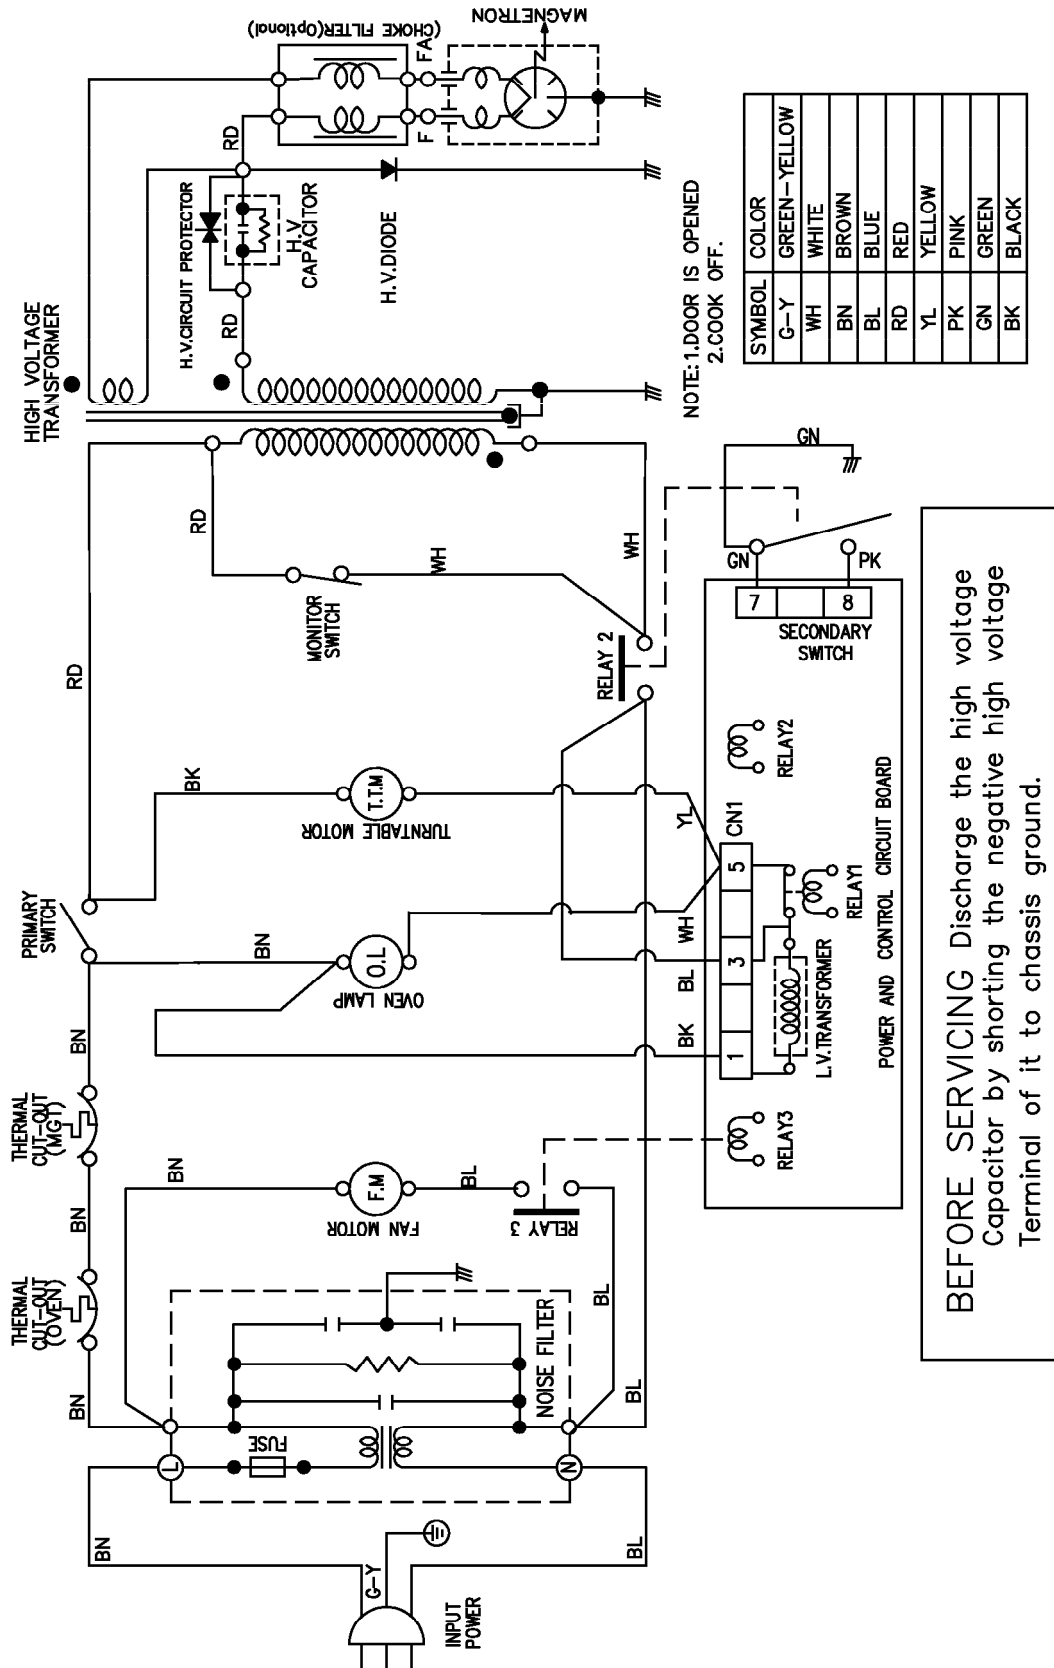 HIGH VOLTAGE
TRANSFORMER
(CHOKE FILTER(Optional)
MAGNETRON
FA
F
RD
H.V.CIRCUIT PROTECTOR
H.V
CAPACITOR
H.V.DIODE
RD
RD
RD
WH
WH
MONITOR
SWITCH
RELAY 2
NOTE: 1.DOOR IS OPENED
2.COOK OFF.
SYMBOL COLOR
G-Y GREEN-YELLOW
WH WHITE
BN BROWN
BL BLUE
RD RED
YL YELLOW
PK PINK
GN GREEN
BK BLACK
GN
GN
PK
7
8
SECONDARY
SWITCH
PRIMARY
SWITCH
BK
T.T.M
TURNTABLE MOTOR
YL
BN
O.L
OVEN LAMP
WH
BL
BK
CN1
5
3
1
RELAY2
RELAY1
L.V.TRANSFORMER
RELAY3
POWER AND CONTROL CIRCUIT BOARD
BN
THERMAL
CUT-OUT
(MGT)
BN
THERMAL
CUT-OUT
(OVEN)
BN
BN
F.M
FAN MOTOR
BL
RELAY 3
BL
BL
NOISE FILTER
FUSE
L
N
BN
G-Y
BL
INPUT
POWER
BEFORE SERVICING Discharge the high voltage
Capacitor by shorting the negative high voltage
Terminal of it to chassis ground.